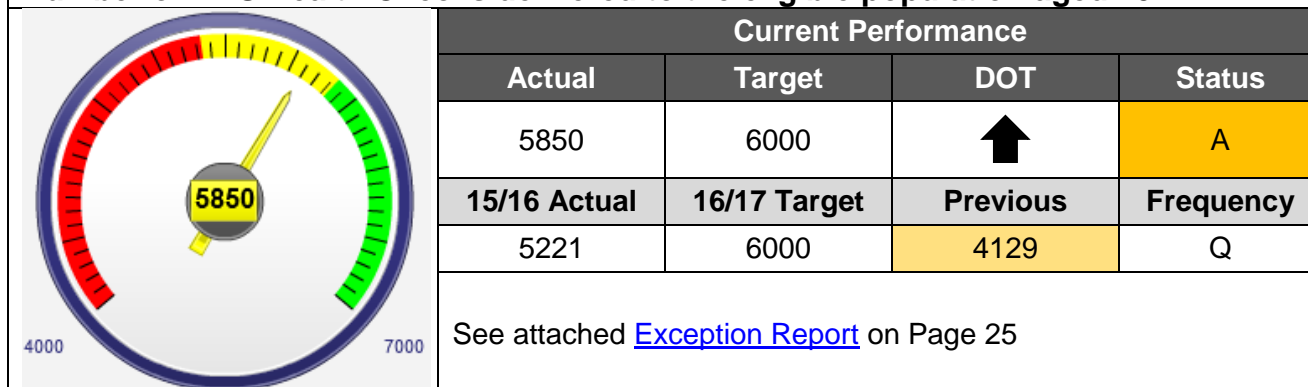 Current Performance
Actual Target DOT Status
5850 6000 A
15/16 Actual 16/17 Target Previous Frequency
5221 6000 4129 Q
5850
4000 7000
See attached Exception Report on Page 25